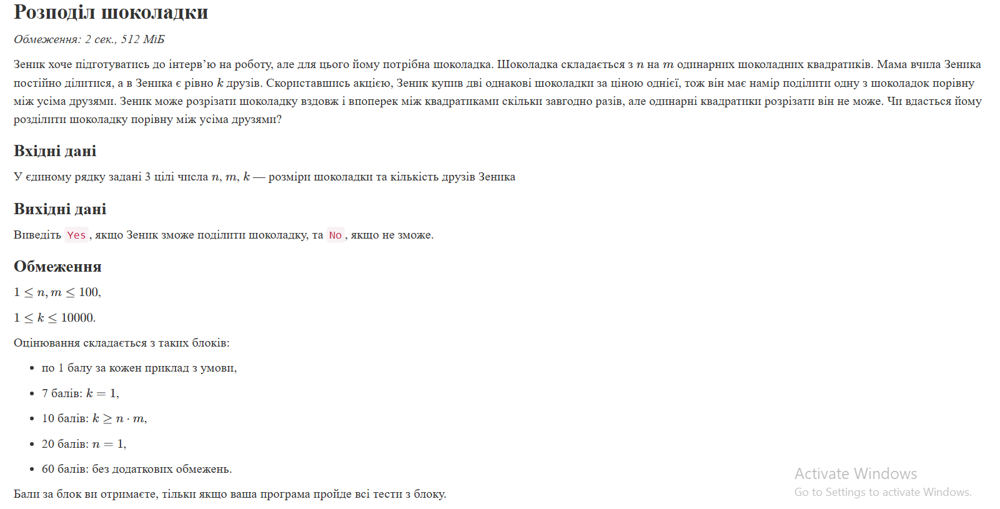 Розподіл шоколадки
Обмеження: 2 сек., 512 МіБ
Зеник хоче підготуватись до інтерв’ю на роботу, але для цього йому потрібна шоколадка. Шоколадка складається з n на m одинарних шоколадних квадратиків. Мама вчила Зеника
постійно ділитися, а в Зеника є рівно k друзів. Скориставшись акцією, Зеник купив дві однакові шоколадки за ціною однієї, тож він має намір поділити одну з шоколадок порівну
між усіма друзями. Зеник може розрізати шоколадку вздовж і впоперек між квадратиками скільки завгодно разів, але одинарні квадратики розрізати він не може. Чи вдасться йому
розділити шоколадку порівну між усіма друзями?
Вхідні дані
У єдиному рядку задані 3 цілі числа n, m, k — розміри шоколадки та кількість друзів Зеника
Вихідні дані
Виведіть Yes, якщо Зеник зможе поділити шоколадку, та No, якщо не зможе.
Обмеження
1 ≤ n, m ≤ 100,
1 ≤ k ≤ 10000.
Оцінювання складається з таких блоків:
• по 1 балу за кожен приклад з умови,
• 7 балів: k = 1,
• 10 балів: k ≥ n · m,
• 20 балів: n = 1,
• 60 балів: без додаткових обмежень.
Бали за блок ви отримаєте, тільки якщо ваша програма пройде всі тести з блоку.
Activate Windows
Go to Settings to activate Windows.